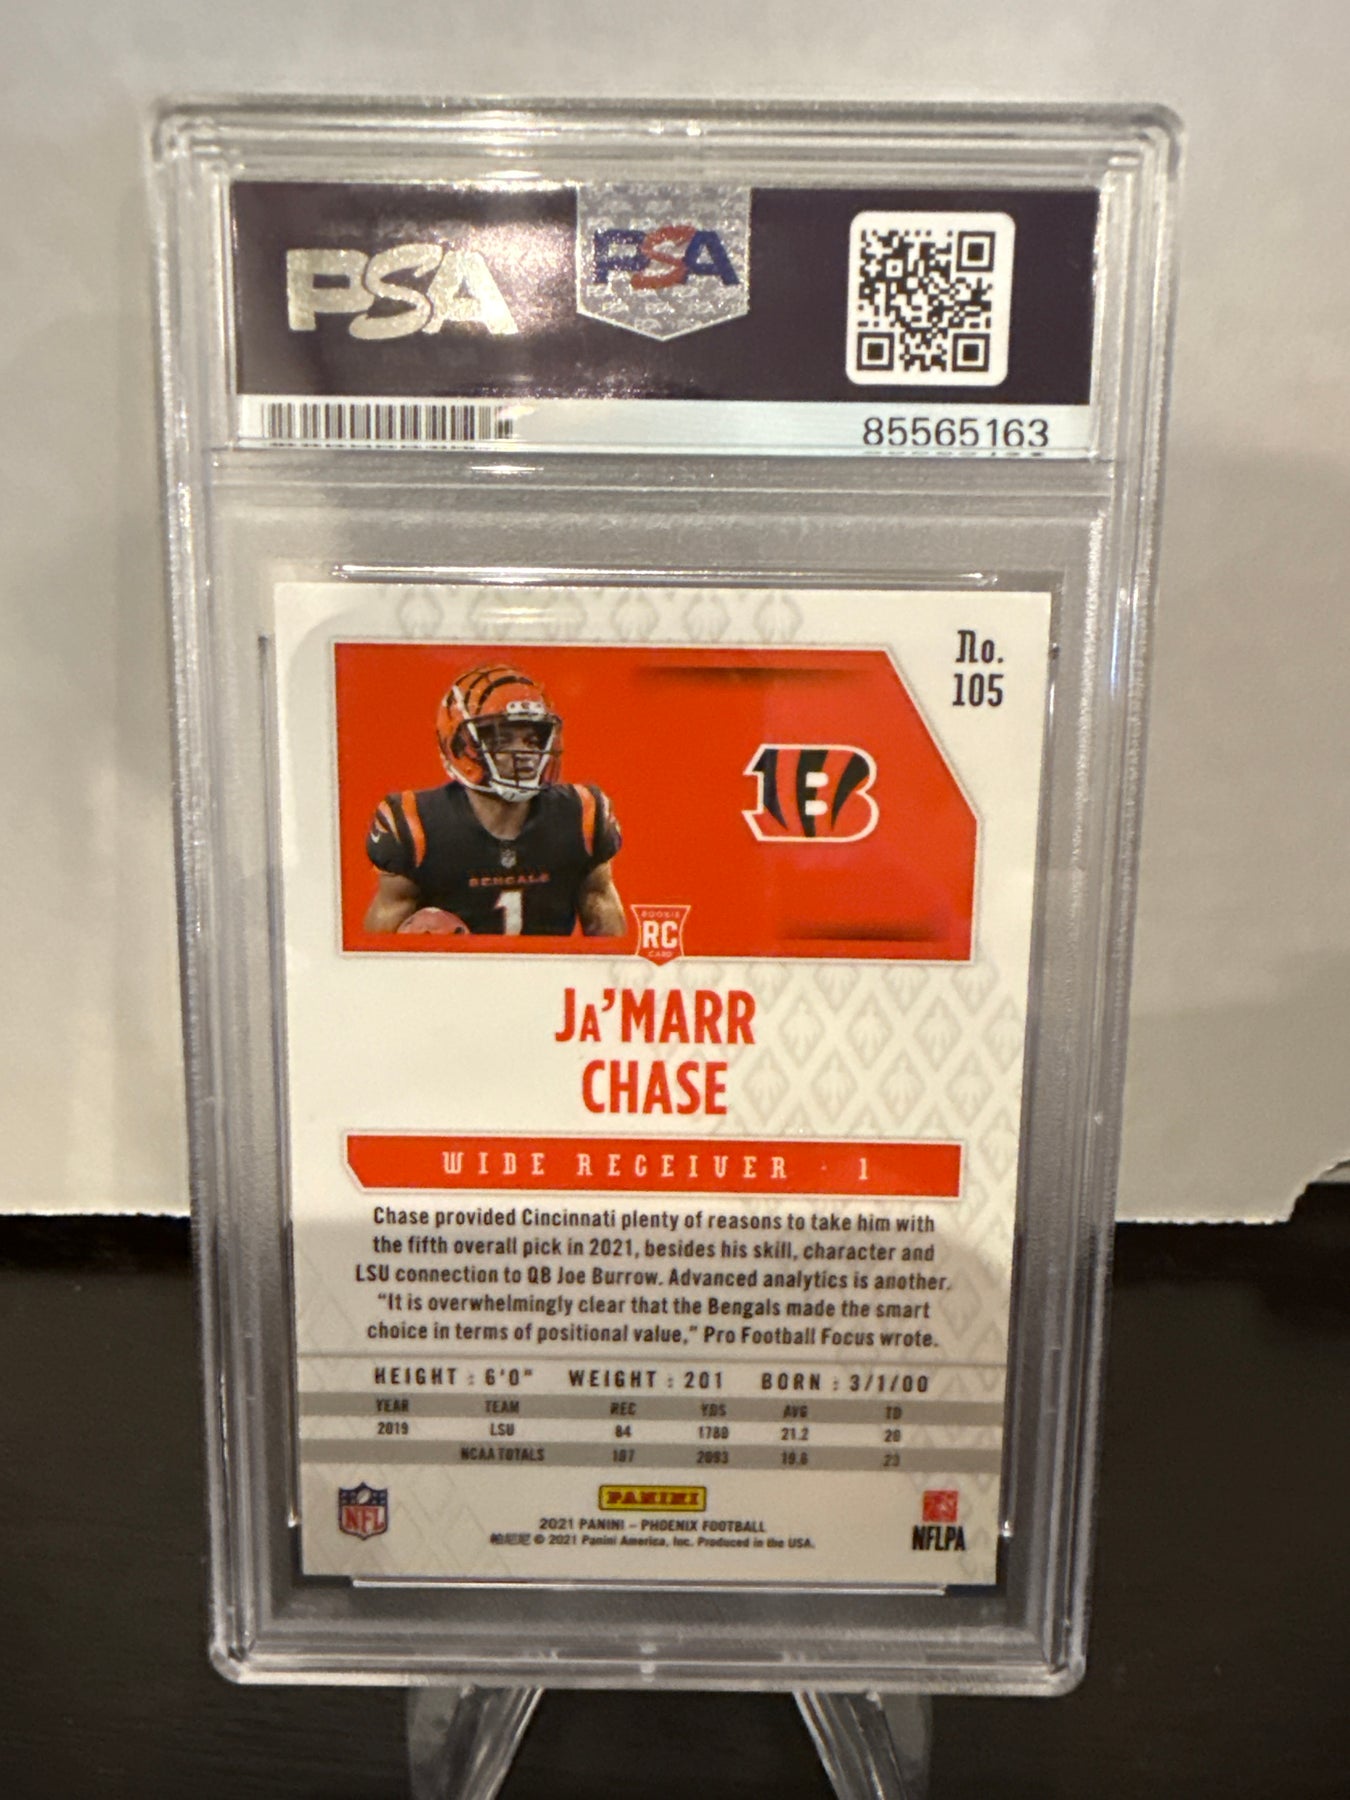 PSA
PSA
85565163
No.
105
BENGALS
1
B
ROOKIE
RC
CARD
JA'MARR
CHASE
WIDE RECEIVER · 1
Chase provided Cincinnati plenty of reasons to take him with
the fifth overall pick in 2021, besides his skill, character and
LSU connection to QB Joe Burrow. Advanced analytics is another.
“It is overwhelmingly clear that the Bengals made the smart
choice in terms of positional value,” Pro Football Focus wrote.
HEIGHT : 6'0" WEIGHT : 201 BORN : 3/1/00
YEAR TEAM REC YDS AVG TD
2019 LSU 84 1780 21.2 20
NCAA TOTALS 107 2093 19.6 23
PANINI
NFL
2021 PANINI – PHOENIX FOOTBALL
帕尼尼 © 2021 Panini America, Inc. Produced in the USA.
NFLPA